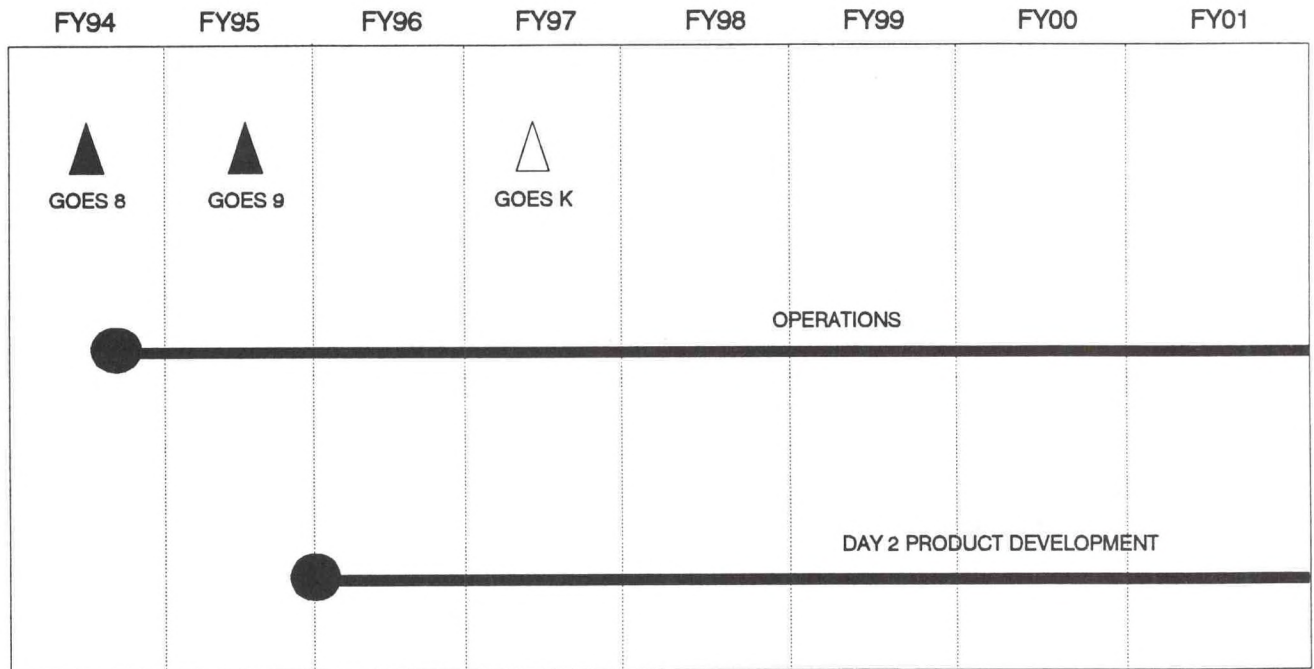 FY94 FY95 FY96 FY97 FY98 FY99 FY00 FY01
GOES 8 GOES 9 GOES K
OPERATIONS
DAY 2 PRODUCT DEVELOPMENT